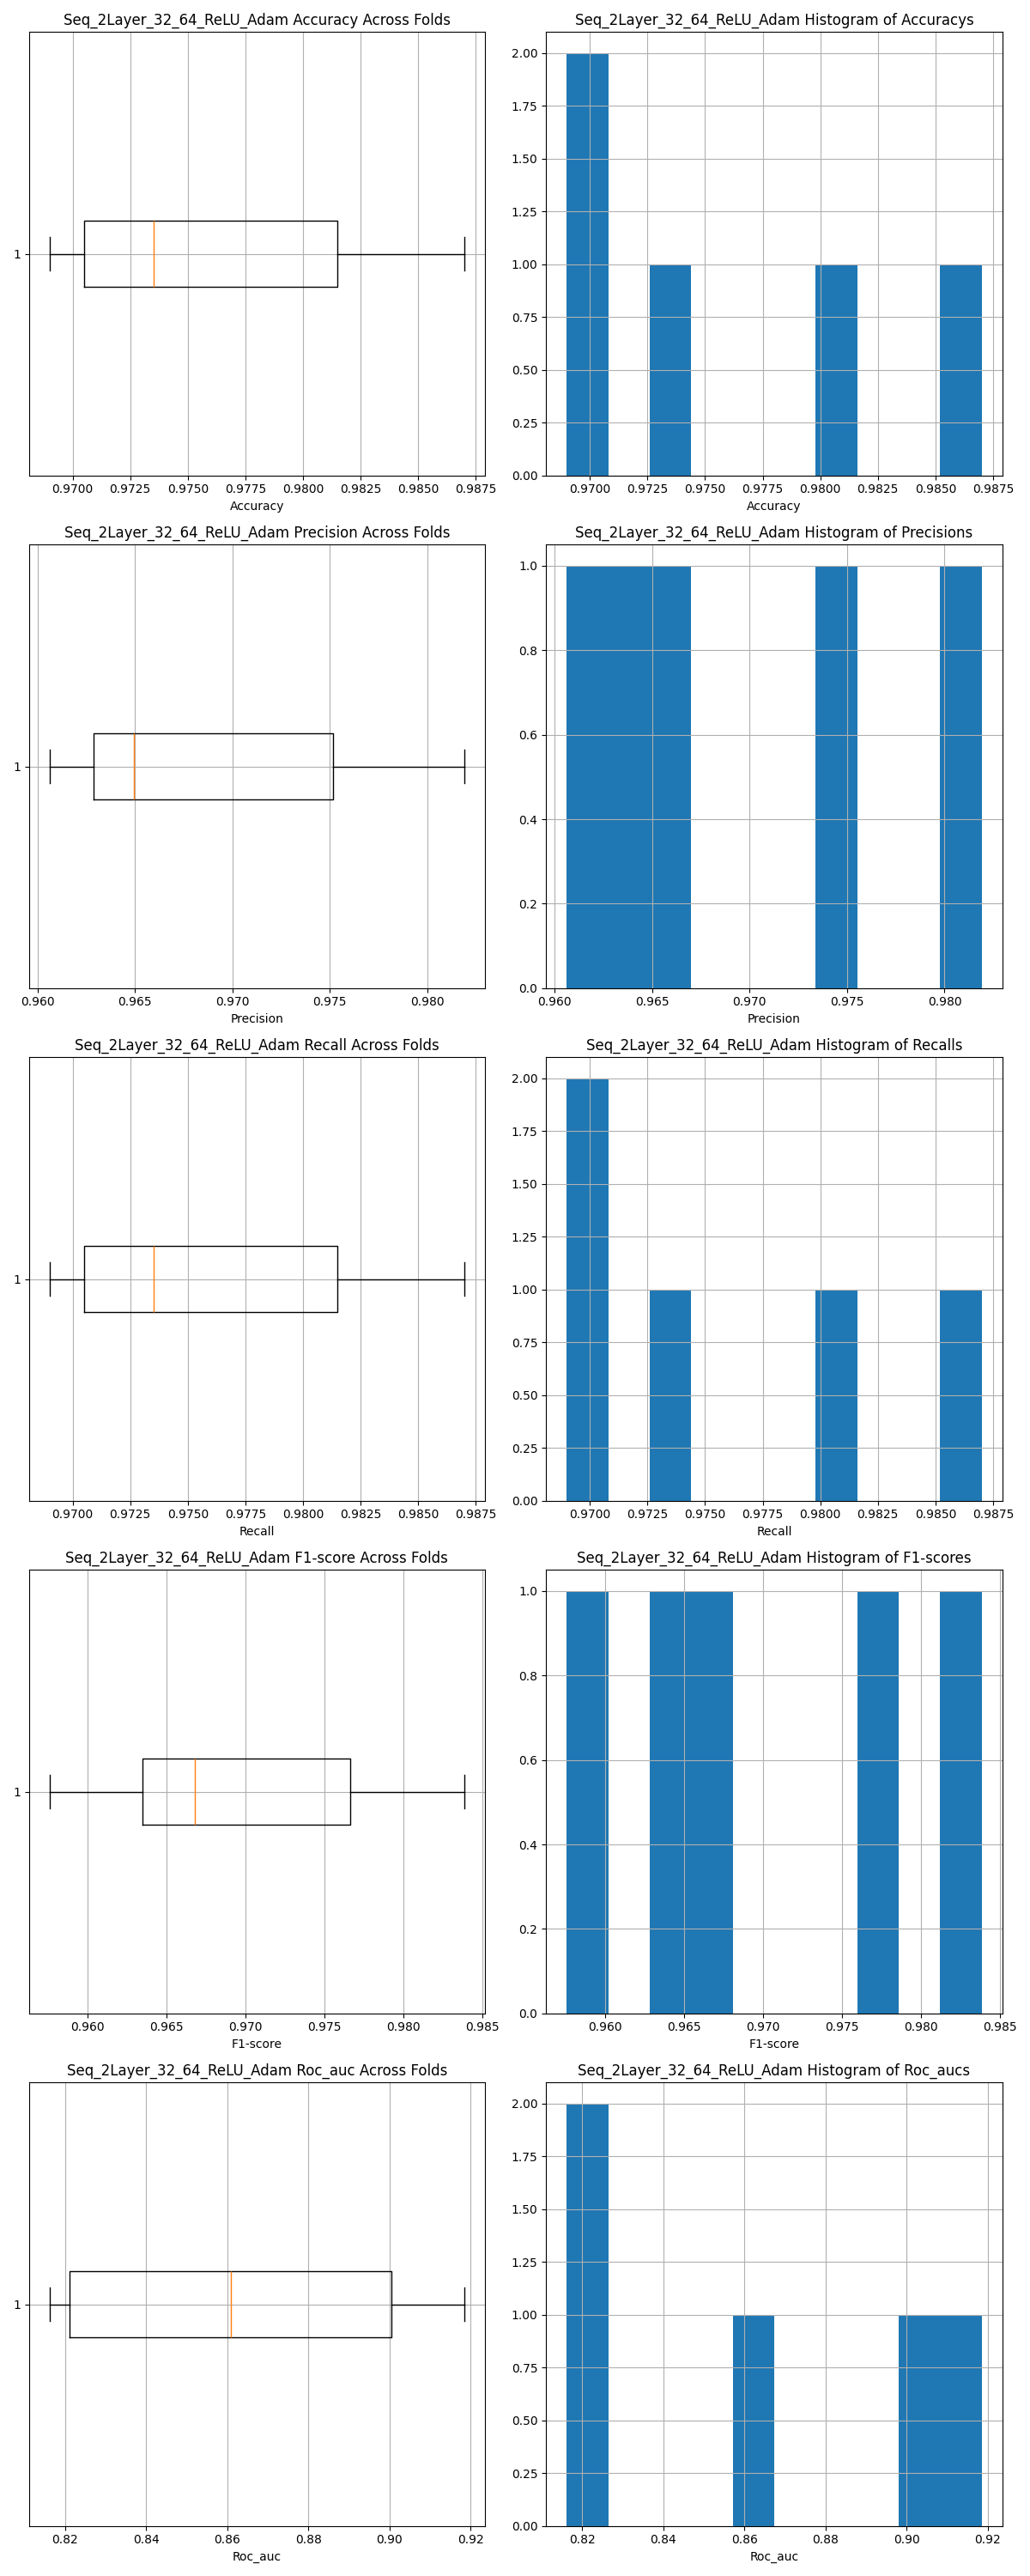 Seq_2Layer_32_64_ReLU_Adam Accuracy Across Folds
1
0.9700 0.9725 0.9750 0.9775 0.9800 0.9825 0.9850 0.9875
Accuracy
Seq_2Layer_32_64_ReLU_Adam Histogram of Accuracys
2.00
1.75
1.50
1.25
1.00
0.75
0.50
0.25
0.00
0.9700 0.9725 0.9750 0.9775 0.9800 0.9825 0.9850 0.9875
Accuracy
Seq_2Layer_32_64_ReLU_Adam Precision Across Folds
1
0.960 0.965 0.970 0.975 0.980
Precision
Seq_2Layer_32_64_ReLU_Adam Histogram of Precisions
1.0
0.8
0.6
0.4
0.2
0.0
0.960 0.965 0.970 0.975 0.980
Precision
Seq_2Layer_32_64_ReLU_Adam Recall Across Folds
1
0.9700 0.9725 0.9750 0.9775 0.9800 0.9825 0.9850 0.9875
Recall
Seq_2Layer_32_64_ReLU_Adam Histogram of Recalls
2.00
1.75
1.50
1.25
1.00
0.75
0.50
0.25
0.00
0.9700 0.9725 0.9750 0.9775 0.9800 0.9825 0.9850 0.9875
Recall
Seq_2Layer_32_64_ReLU_Adam F1-score Across Folds
1
0.960 0.965 0.970 0.975 0.980 0.985
F1-score
Seq_2Layer_32_64_ReLU_Adam Histogram of F1-scores
1.0
0.8
0.6
0.4
0.2
0.0
0.960 0.965 0.970 0.975 0.980 0.985
F1-score
Seq_2Layer_32_64_ReLU_Adam Roc_auc Across Folds
1
0.82 0.84 0.86 0.88 0.90 0.92
Roc_auc
Seq_2Layer_32_64_ReLU_Adam Histogram of Roc_aucs
2.00
1.75
1.50
1.25
1.00
0.75
0.50
0.25
0.00
0.82 0.84 0.86 0.88 0.90 0.92
Roc_auc